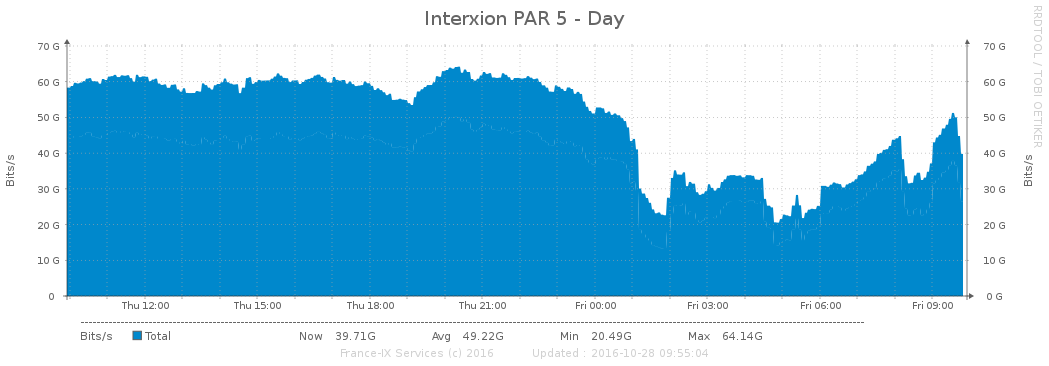 Interxion PAR 5 - Day
RRDTOOL / TOBI OETIKER
Bits/s
70 G
60 G
50 G
40 G
30 G
20 G
10 G
0
70 G
60 G
50 G
40 G
30 G
20 G
10 G
0 G
Bits/s
Thu 12:00 Thu 15:00 Thu 18:00 Thu 21:00 Fri 00:00 Fri 03:00 Fri 06:00 Fri 09:00
Bits/s Total Now 39.71G Avg 49.22G Min 20.49G Max 64.14G
France-IX Services (c) 2016 Updated : 2016-10-28 09:55:04